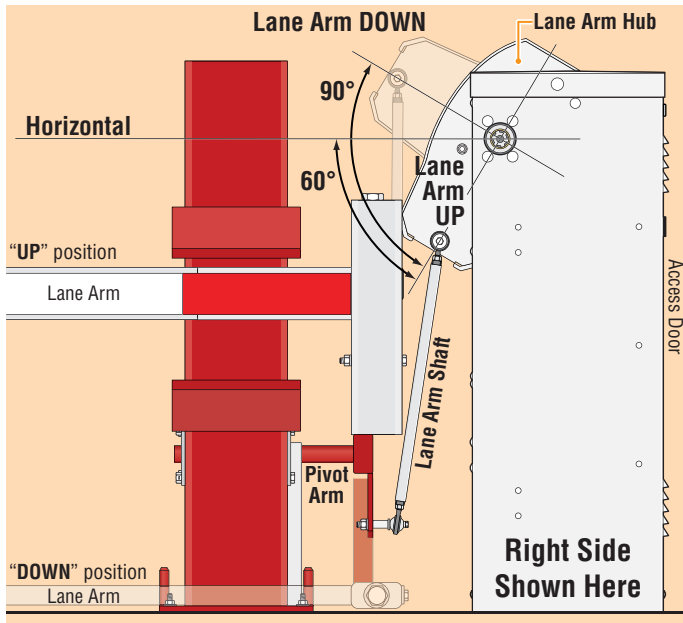 Lane Arm DOWN
Lane Arm Hub
90°
Horizontal
60°
Lane
Arm
UP
“UP” position
Lane Arm
Access Door
Lane Arm Shaft
Pivot
Arm
“DOWN” position
Lane Arm
Right Side
Shown Here